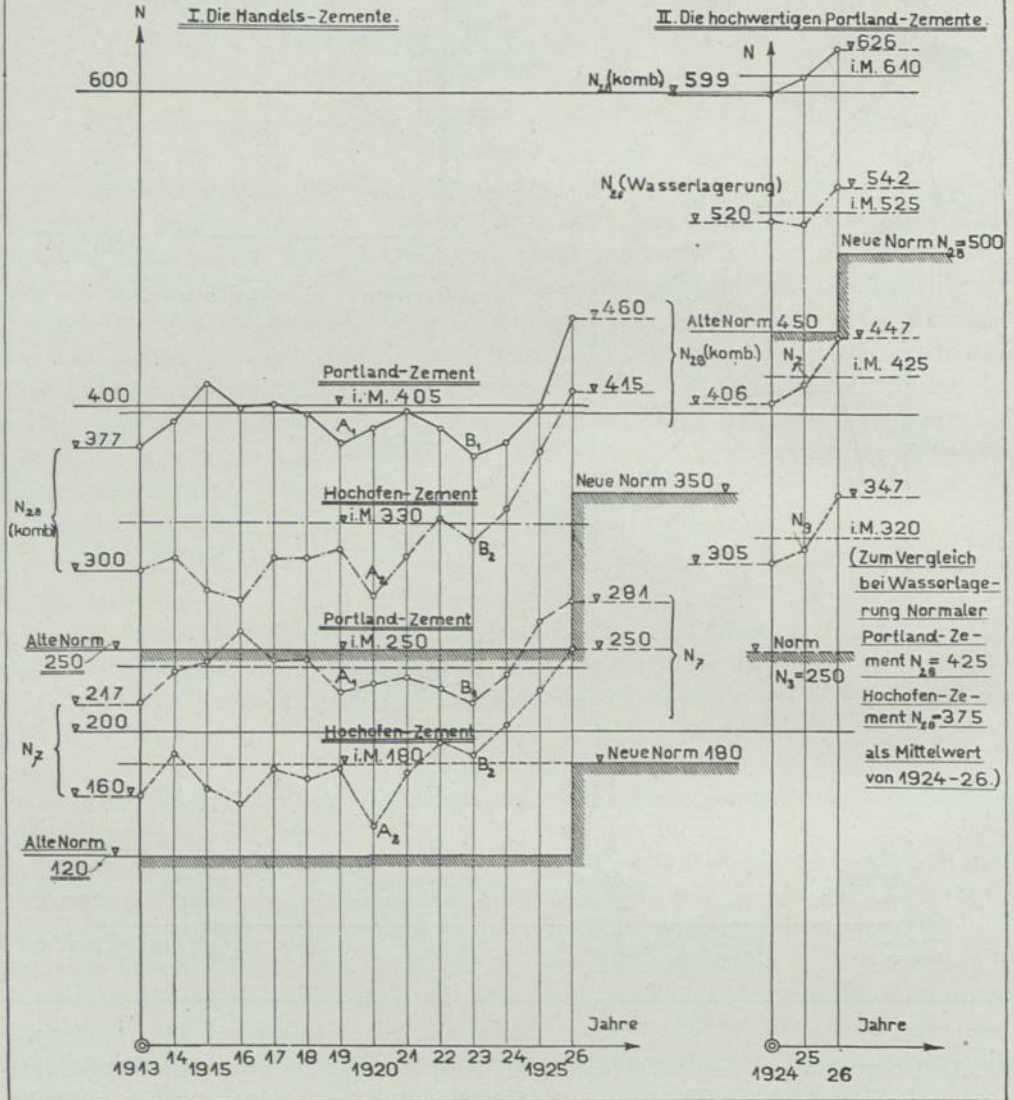 I. Die Handels-Zemente.
N
600
400
Portland-Zement
i.M. 405
377
N28
(komb)
A1
B1
460
415
N28 (komb.)
Hochofen-Zement
i.M. 330
300
A2
B2
Neue Norm 350
Portland-Zement
i.M. 250
Alte Norm
250
A1
B1
281
250
N7
247
200
N7
160
Hochofen-Zement
i.M. 180
A2
B2
Neue Norm 180
Alte Norm
120
Jahre
1913 14 1915 16 17 18 19 1920 21 22 23 24 1925 26
II. Die hochwertigen Portland-Zemente.
N
626
i.M. 610
N28 (komb) 599
N28 (Wasserlagerung)
542
i.M. 525
520
Neue Norm N28=500
Alte Norm 450
447
N7
i.M. 425
406
347
N3
i.M. 320
305
Norm
N3=250
(Zum Vergleich
bei Wasserlage-
rung Normaler
Portland-Ze-
ment N28= 425
Hochofen-Ze-
ment N28=375
als Mittelwert
von 1924-26.)
Jahre
1924 25 26